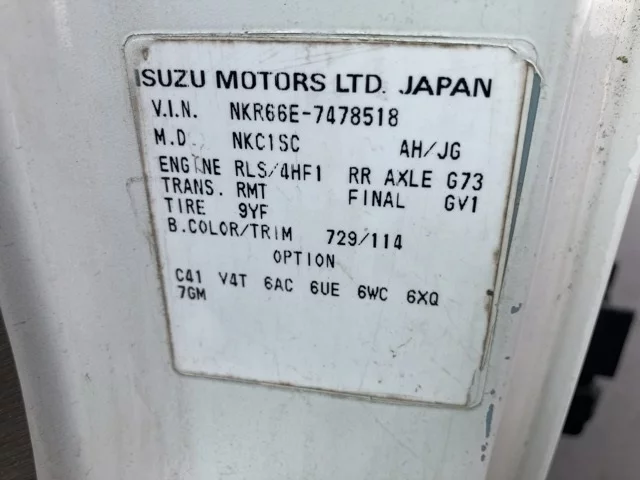 ISUZU MOTORS LTD. JAPAN
V.I.N. NKR66E-7478518
M.D NKC1SC AH/JG
ENGINE RLS/4HF1 RR AXLE G73
TRANS. RMT FINAL GV1
TIRE 9YF
B.COLOR/TRIM 729/114
OPTION
C41 V4T 6AC 6UE 6WC 6XQ
7GM